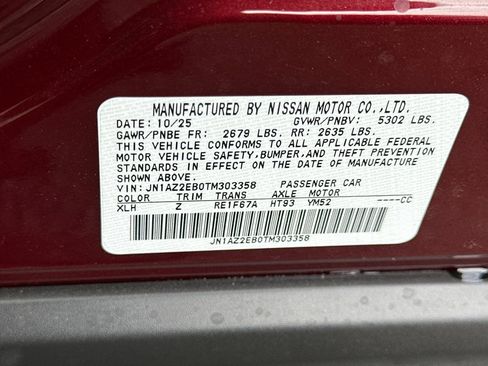 MANUFACTURED BY NISSAN MOTOR CO.,LTD.
DATE: 10/25 GVWR/PNBV: 5302 LBS.
GAWR/PNBE FR: 2679 LBS. RR: 2635 LBS.
THIS VEHICLE CONFORMS TO ALL APPLICABLE FEDERAL
MOTOR VEHICLE SAFETY,BUMPER,AND THEFT PREVENTION
STANDARDS IN EFFECT ON THE DATE OF MANUFACTURE
SHOWN ABOVE.
VIN: JN1AZ2EB0TM303358 PASSENGER CAR
COLOR TRIM TRANS AXLE MOTOR
XLH Z RE1F67A HT93 YM52 ----CC
JN1AZ2EB0TM303358